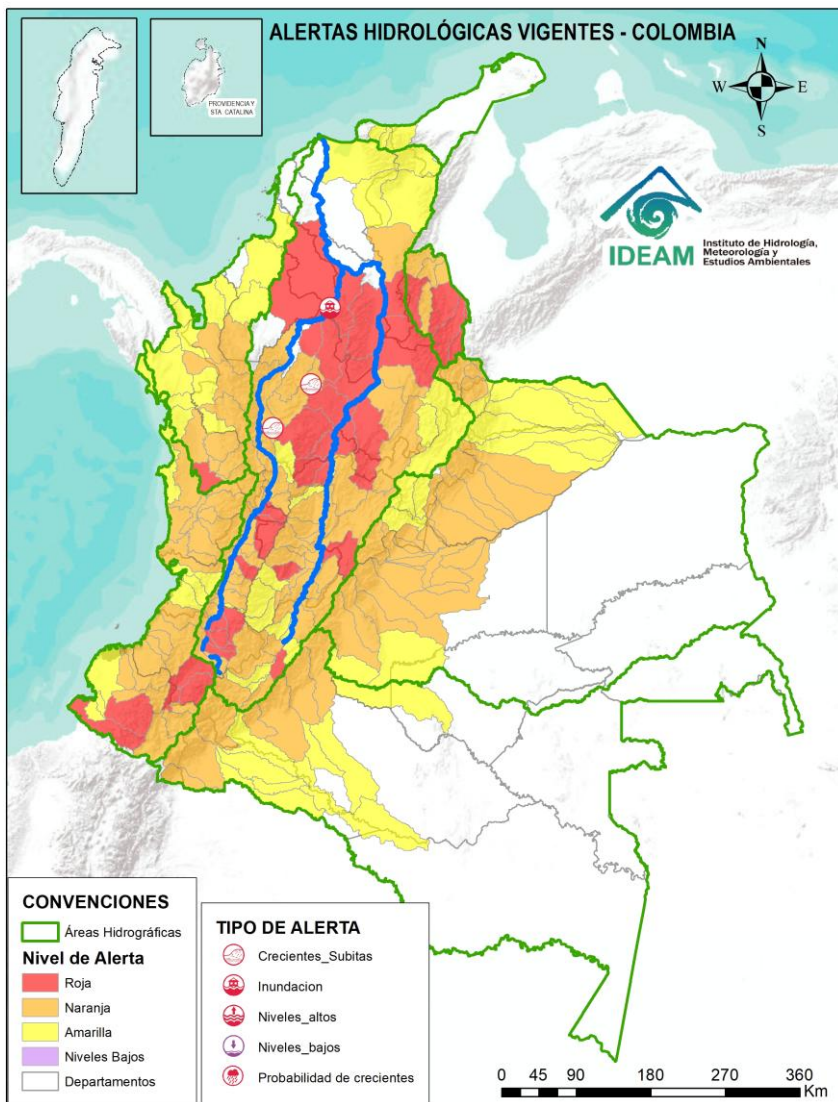 ALERTAS HIDROLÓGICAS VIGENTES - COLOMBIA
PROVIDENCIA Y
STA. CATALINA
N
W
E
S
IDEAM
Instituto de Hidrología,
Meteorología y
Estudios Ambientales
CONVENCIONES
Áreas Hidrográficas
Nivel de Alerta
Roja
Naranja
Amarilla
Niveles Bajos
Departamentos
TIPO DE ALERTA
Crecientes_Subitas
Inundacion
Niveles_altos
Niveles_bajos
Probabilidad de crecientes
0 45 90 180 270 360
Km